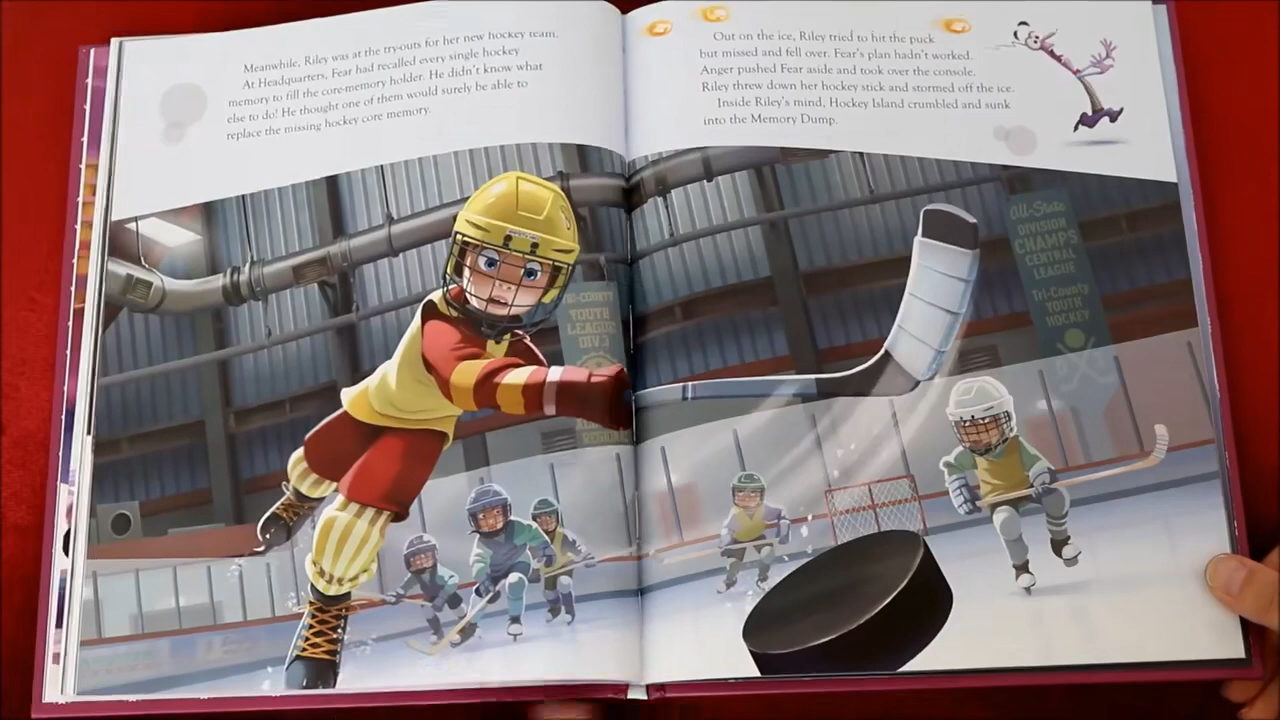 Meanwhile, Riley was at the try-outs for her new hockey team.
At Headquarters, Fear had recalled every single hockey
memory to fill the core-memory holder. He didn't know what
else to do! He thought one of them would surely be able to
replace the missing hockey core memory.
Out on the ice, Riley tried to hit the puck
but missed and fell over. Fear's plan hadn't worked.
Anger pushed Fear aside and took over the console.
Riley threw down her hockey stick and stormed off the ice.
Inside Riley's mind, Hockey Island crumbled and sunk
into the Memory Dump.
TRI-COUNTY
YOUTH
LEAGUE
DIV.3
All-State
DIVISION
CHAMPS
CENTRAL
LEAGUE
Tri-County
YOUTH
HOCKEY